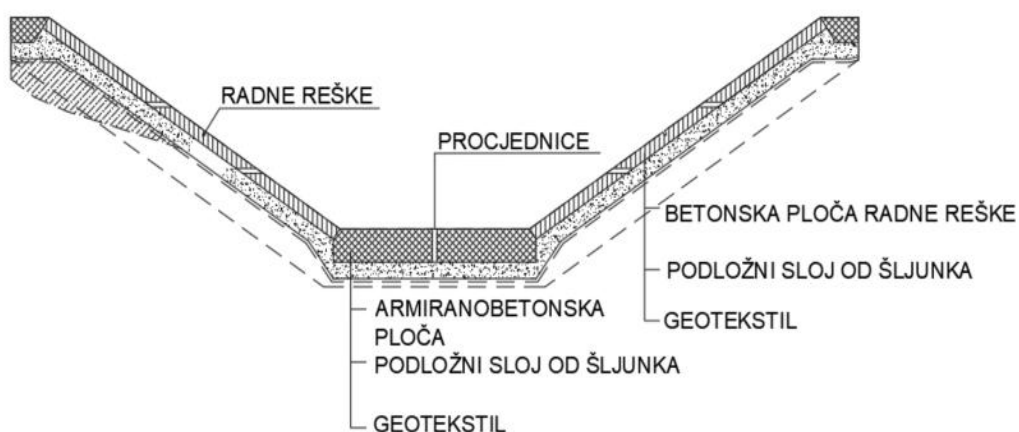 RADNE REŠKE
PROCJEDNICE
BETONSKA PLOČA RADNE REŠKE
PODLOŽNI SLOJ OD ŠLJUNKA
GEOTEKSTIL
ARMIRANOBETONSKA
PLOČA
PODLOŽNI SLOJ OD ŠLJUNKA
GEOTEKSTIL